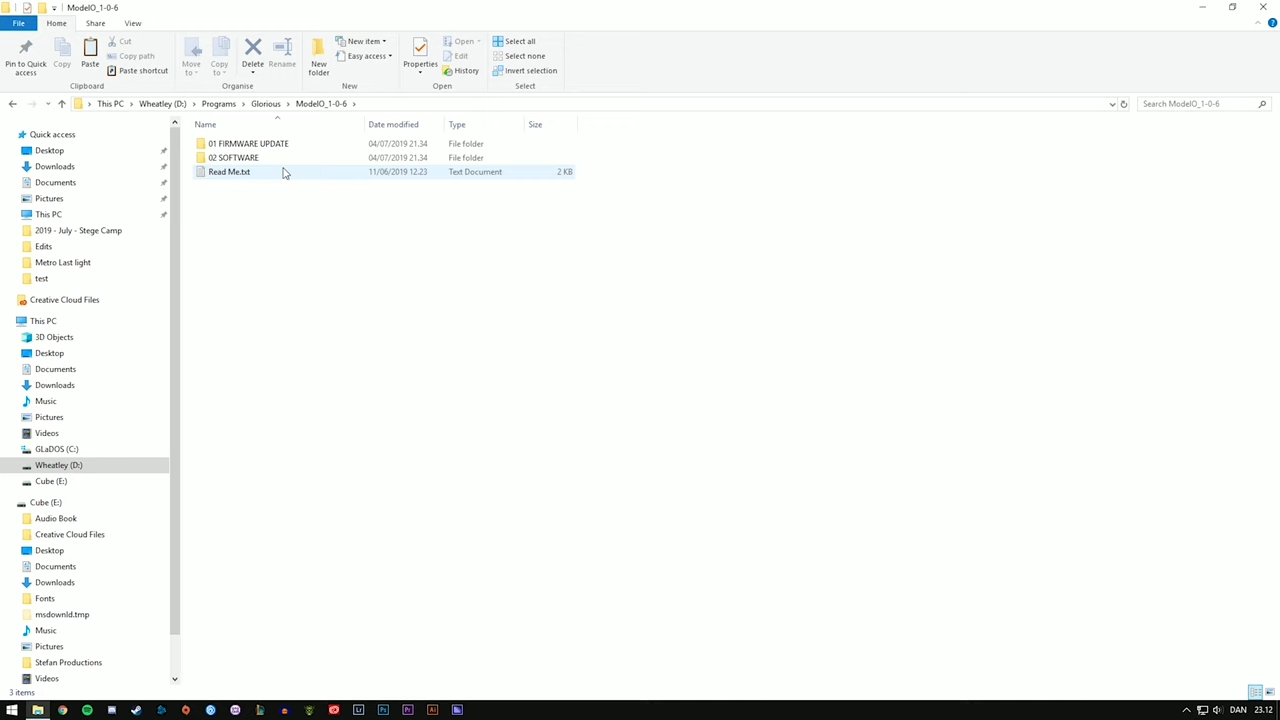 ModelO_1-0-6
File Home Share View
Pin to Quick access
Copy
Paste
Cut
Copy path
Paste shortcut
Clipboard
Move to
Copy to
Delete
Rename
Organise
New folder
New item
Easy access
New
Properties
Open
Edit
History
Open
Select all
Select none
Invert selection
Select
This PC Wheatley (D:) Programs Glorious ModelO_1-0-6
Search ModelO_1-0-6
Name Date modified Type Size
01 FIRMWARE UPDATE 04/07/2019 21.34 File folder
02 SOFTWARE 04/07/2019 21.34 File folder
Read Me.txt 11/06/2019 12.23 Text Document 2 KB
Quick access
Desktop
Downloads
Documents
Pictures
This PC
2019 - July - Stege Camp
Edits
Metro Last light
test
Creative Cloud Files
This PC
3D Objects
Desktop
Documents
Downloads
Music
Pictures
Videos
GLaDOS (C:)
Wheatley (D:)
Cube (E:)
Cube (E:)
Audio Book
Creative Cloud Files
Desktop
Documents
Downloads
Fonts
msdownld.tmp
Music
Pictures
Stefan Productions
Videos
3 items
Lr Ps Pr Ai
DAN 23.12